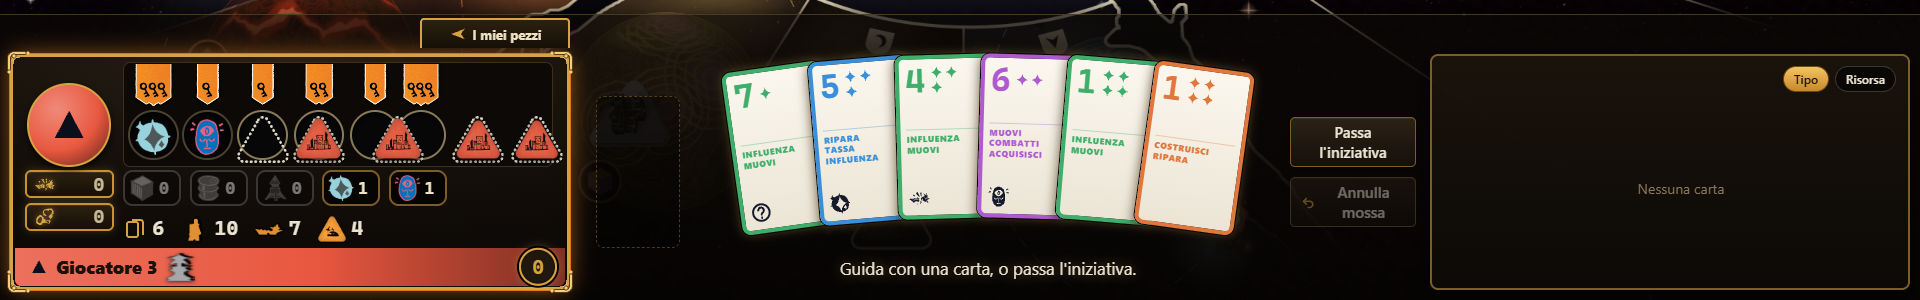 I miei pezzi
0
0
0
0
0
1
1
6
10
7
4
Giocatore 3
0
7
INFLUENZA
MUOVI
?
5
RIPARA
TASSA
INFLUENZA
4
INFLUENZA
MUOVI
6
MUOVI
COMBATTI
ACQUISISCI
1
INFLUENZA
MUOVI
1
COSTRUISCI
RIPARA
Guida con una carta, o passa l'iniziativa.
Passa
l'iniziativa
Annulla
mossa
Tipo
Risorsa
Nessuna carta